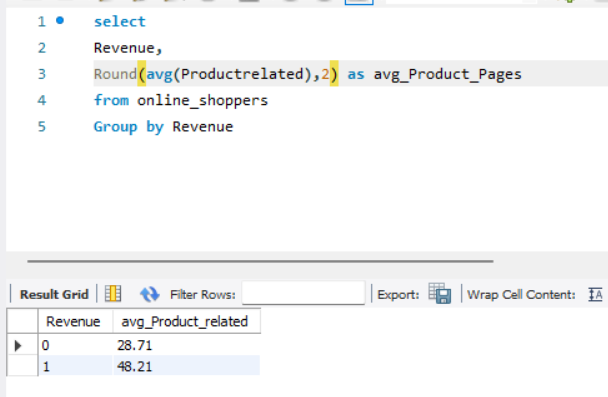 1 select
2 Revenue,
3 Round(avg(Productrelated),2) as avg_Product_Pages
4 from online_shoppers
5 Group by Revenue
Result Grid Filter Rows: Export: Wrap Cell Content: IA
Revenue avg_Product_related
0 28.71
1 48.21